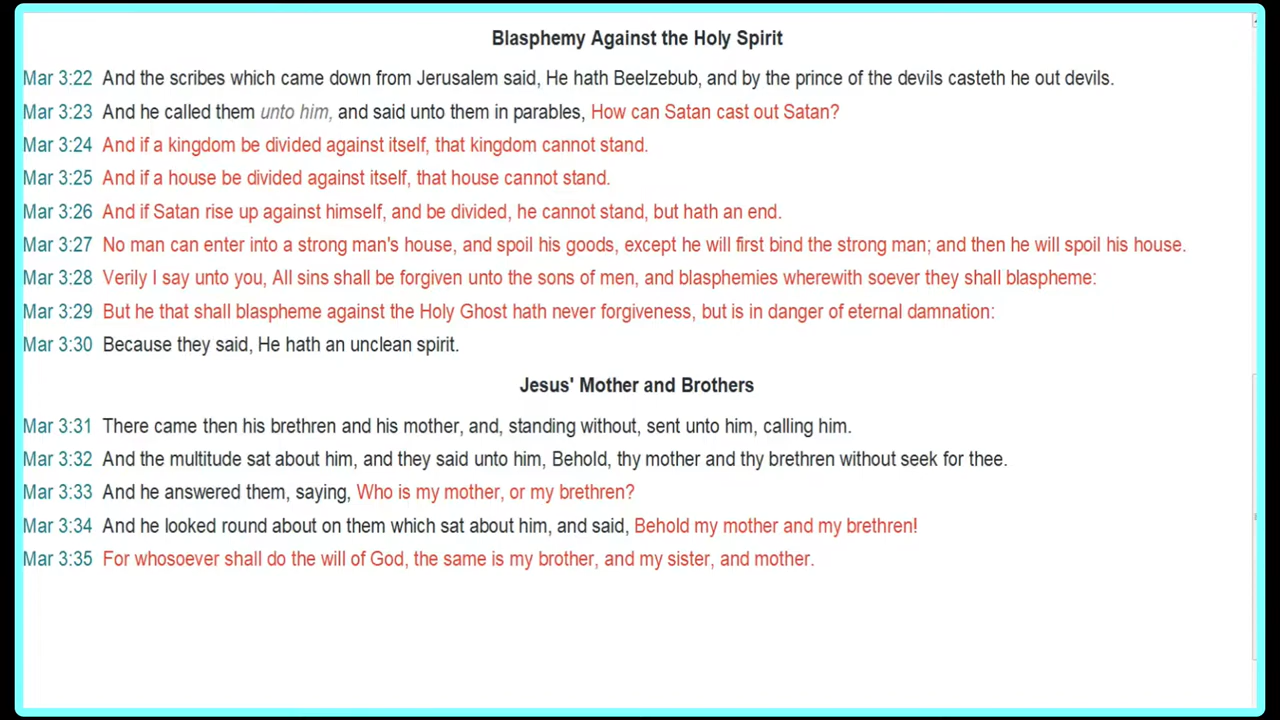 Blasphemy Against the Holy Spirit
Mar 3:22 And the scribes which came down from Jerusalem said, He hath Beelzebub, and by the prince of the devils casteth he out devils.
Mar 3:23 And he called them unto him, and said unto them in parables, How can Satan cast out Satan?
Mar 3:24 And if a kingdom be divided against itself, that kingdom cannot stand.
Mar 3:25 And if a house be divided against itself, that house cannot stand.
Mar 3:26 And if Satan rise up against himself, and be divided, he cannot stand, but hath an end.
Mar 3:27 No man can enter into a strong man's house, and spoil his goods, except he will first bind the strong man; and then he will spoil his house.
Mar 3:28 Verily I say unto you, All sins shall be forgiven unto the sons of men, and blasphemies wherewith soever they shall blaspheme:
Mar 3:29 But he that shall blaspheme against the Holy Ghost hath never forgiveness, but is in danger of eternal damnation:
Mar 3:30 Because they said, He hath an unclean spirit.
Jesus' Mother and Brothers
Mar 3:31 There came then his brethren and his mother, and, standing without, sent unto him, calling him.
Mar 3:32 And the multitude sat about him, and they said unto him, Behold, thy mother and thy brethren without seek for thee.
Mar 3:33 And he answered them, saying, Who is my mother, or my brethren?
Mar 3:34 And he looked round about on them which sat about him, and said, Behold my mother and my brethren!
Mar 3:35 For whosoever shall do the will of God, the same is my brother, and my sister, and mother.